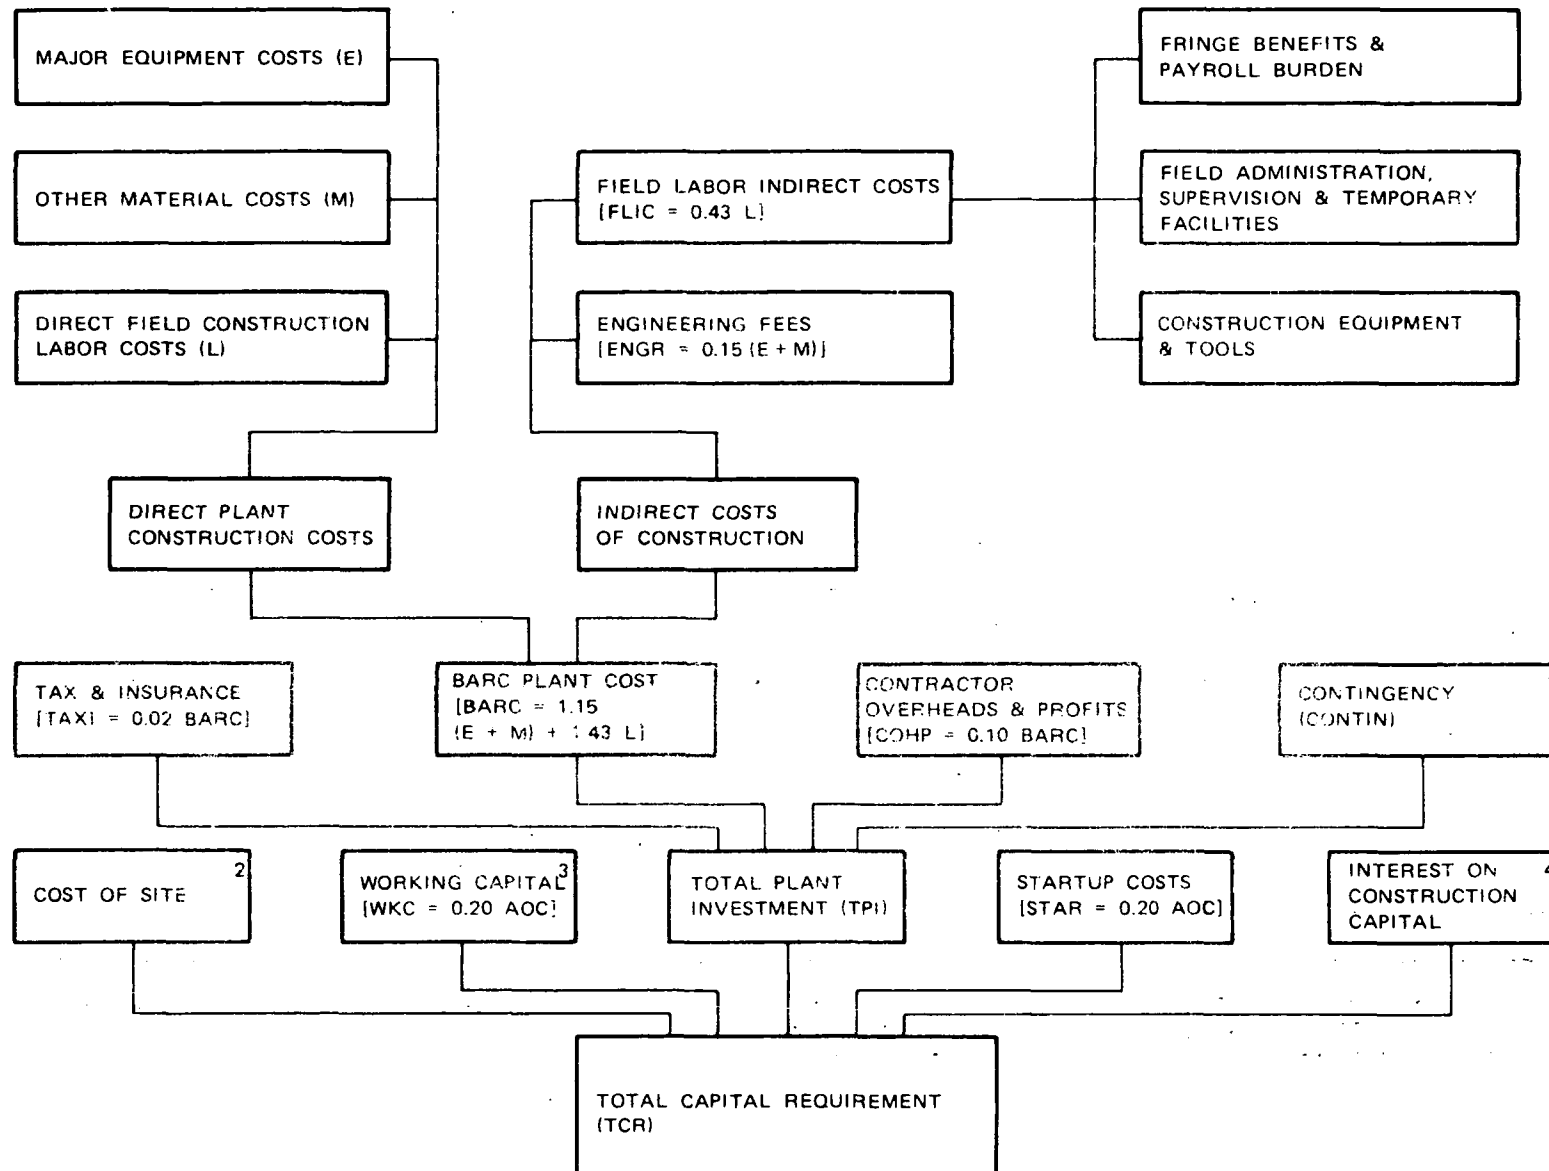 MAJOR EQUIPMENT COSTS (E)
FRINGE BENEFITS &
PAYROLL BURDEN
OTHER MATERIAL COSTS (M)
FIELD LABOR INDIRECT COSTS
[FLIC = 0.43 L]
FIELD ADMINISTRATION,
SUPERVISION & TEMPORARY
FACILITIES
DIRECT FIELD CONSTRUCTION
LABOR COSTS (L)
ENGINEERING FEES
[ENGR = 0.15 (E + M)]
CONSTRUCTION EQUIPMENT
& TOOLS
DIRECT PLANT
CONSTRUCTION COSTS
INDIRECT COSTS
OF CONSTRUCTION
TAX & INSURANCE
[TAXI = 0.02 BARC]
BARC PLANT COST
[BARC = 1.15
(E + M) + 1.43 L]
CONTRACTOR
OVERHEADS & PROFITS
[COHP = 0.10 BARC]
CONTINGENCY
(CONTIN)
COST OF SITE 2
WORKING CAPITAL 3
[WKC = 0.20 AOC]
TOTAL PLANT
INVESTMENT (TPI)
STARTUP COSTS
[STAR = 0.20 AOC]
INTEREST ON 4
CONSTRUCTION
CAPITAL
TOTAL CAPITAL REQUIREMENT
(TCR)